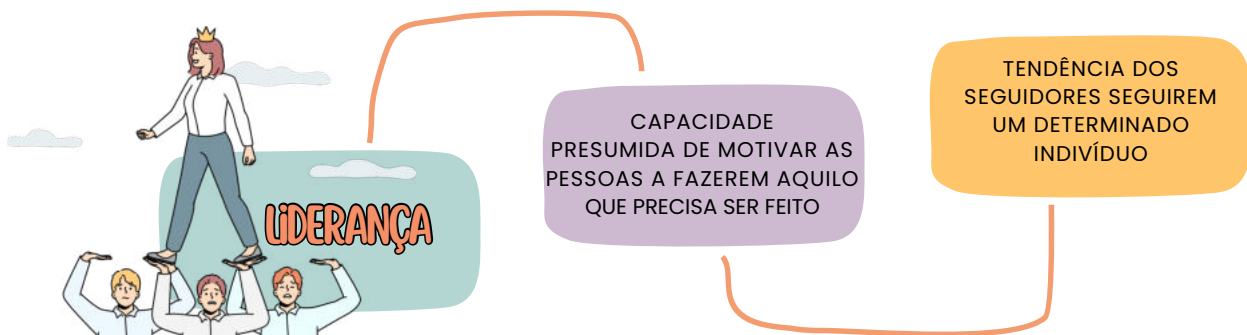 LIDERANÇA
CAPACIDADE
PRESUMIDA DE MOTIVAR AS
PESSOAS A FAZEREM AQUILO
QUE PRECISA SER FEITO
TENDÊNCIA DOS
SEGUIDORES SEGUIREM
UM DETERMINADO
INDIVÍDUO